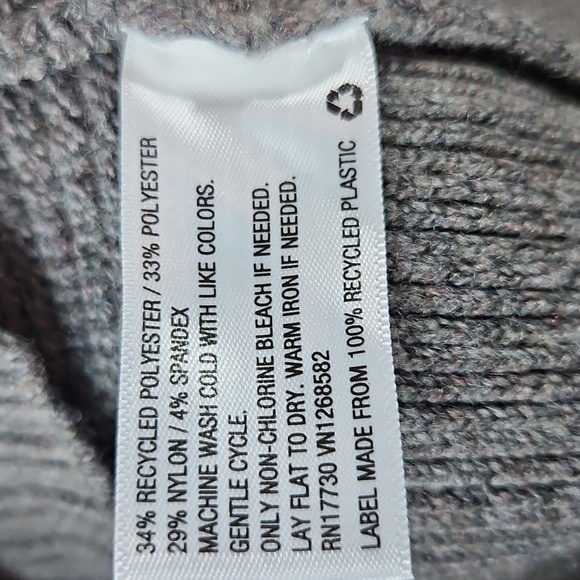 34% RECYCLED POLYESTER / 33% POLYESTER
29% NYLON / 4% SPANDEX
MACHINE WASH COLD WITH LIKE COLORS.
GENTLE CYCLE.
ONLY NON-CHLORINE BLEACH IF NEEDED.
LAY FLAT TO DRY. WARM IRON IF NEEDED.
RN17730 VN1268582
LABEL MADE FROM 100% RECYCLED PLASTIC